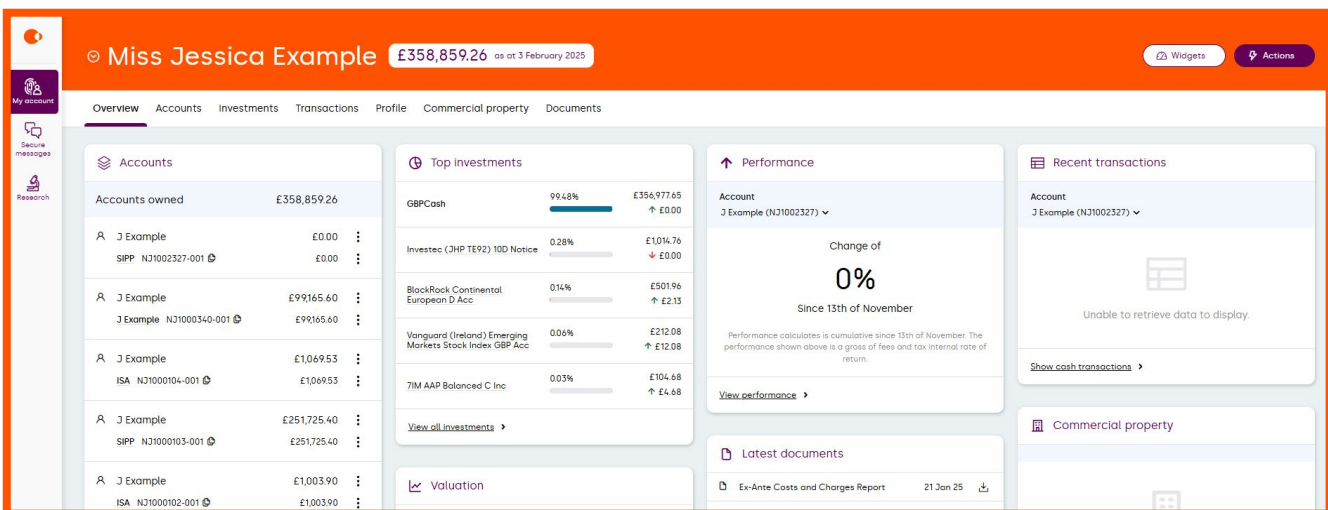 Miss Jessica Example £358,859.26 as at 3 February 2025
Widgets
Actions
My account
Secure
messages
Research
Overview Accounts Investments Transactions Profile Commercial property Documents
Accounts
Accounts owned £358,859.26
J Example £0.00
SIPP NJ1002327-001 £0.00
J Example £99,165.60
J Example NJ1000340-001 £99,165.60
J Example £1,069.53
ISA NJ1000104-001 £1,069.53
J Example £251,725.40
SIPP NJ1000103-001 £251,725.40
J Example £1,003.90
ISA NJ1000102-001 £1,003.90
Top investments
GBPCash 99.48% £356,977.65
£0.00
Investec (JHP TE92) 10D Notice 0.28% £1,014.76
£0.00
BlackRock Continental
European D Acc 0.14% £501.96
£2.13
Vanguard (Ireland) Emerging
Markets Stock Index GBP Acc 0.06% £212.08
£12.08
7IM AAP Balanced C Inc 0.03% £104.68
£4.68
View all investments
Valuation
Performance
Account
J Example (NJ1002327)
Change of
0%
Since 13th of November
Performance calculates is cumulative since 13th of November. The
performance shown above is a gross of fees and tax internal rate of
return.
View performance
Latest documents
Ex-Ante Costs and Charges Report 21 Jan 25
Recent transactions
Account
J Example (NJ1002327)
Unable to retrieve data to display.
Show cash transactions
Commercial property